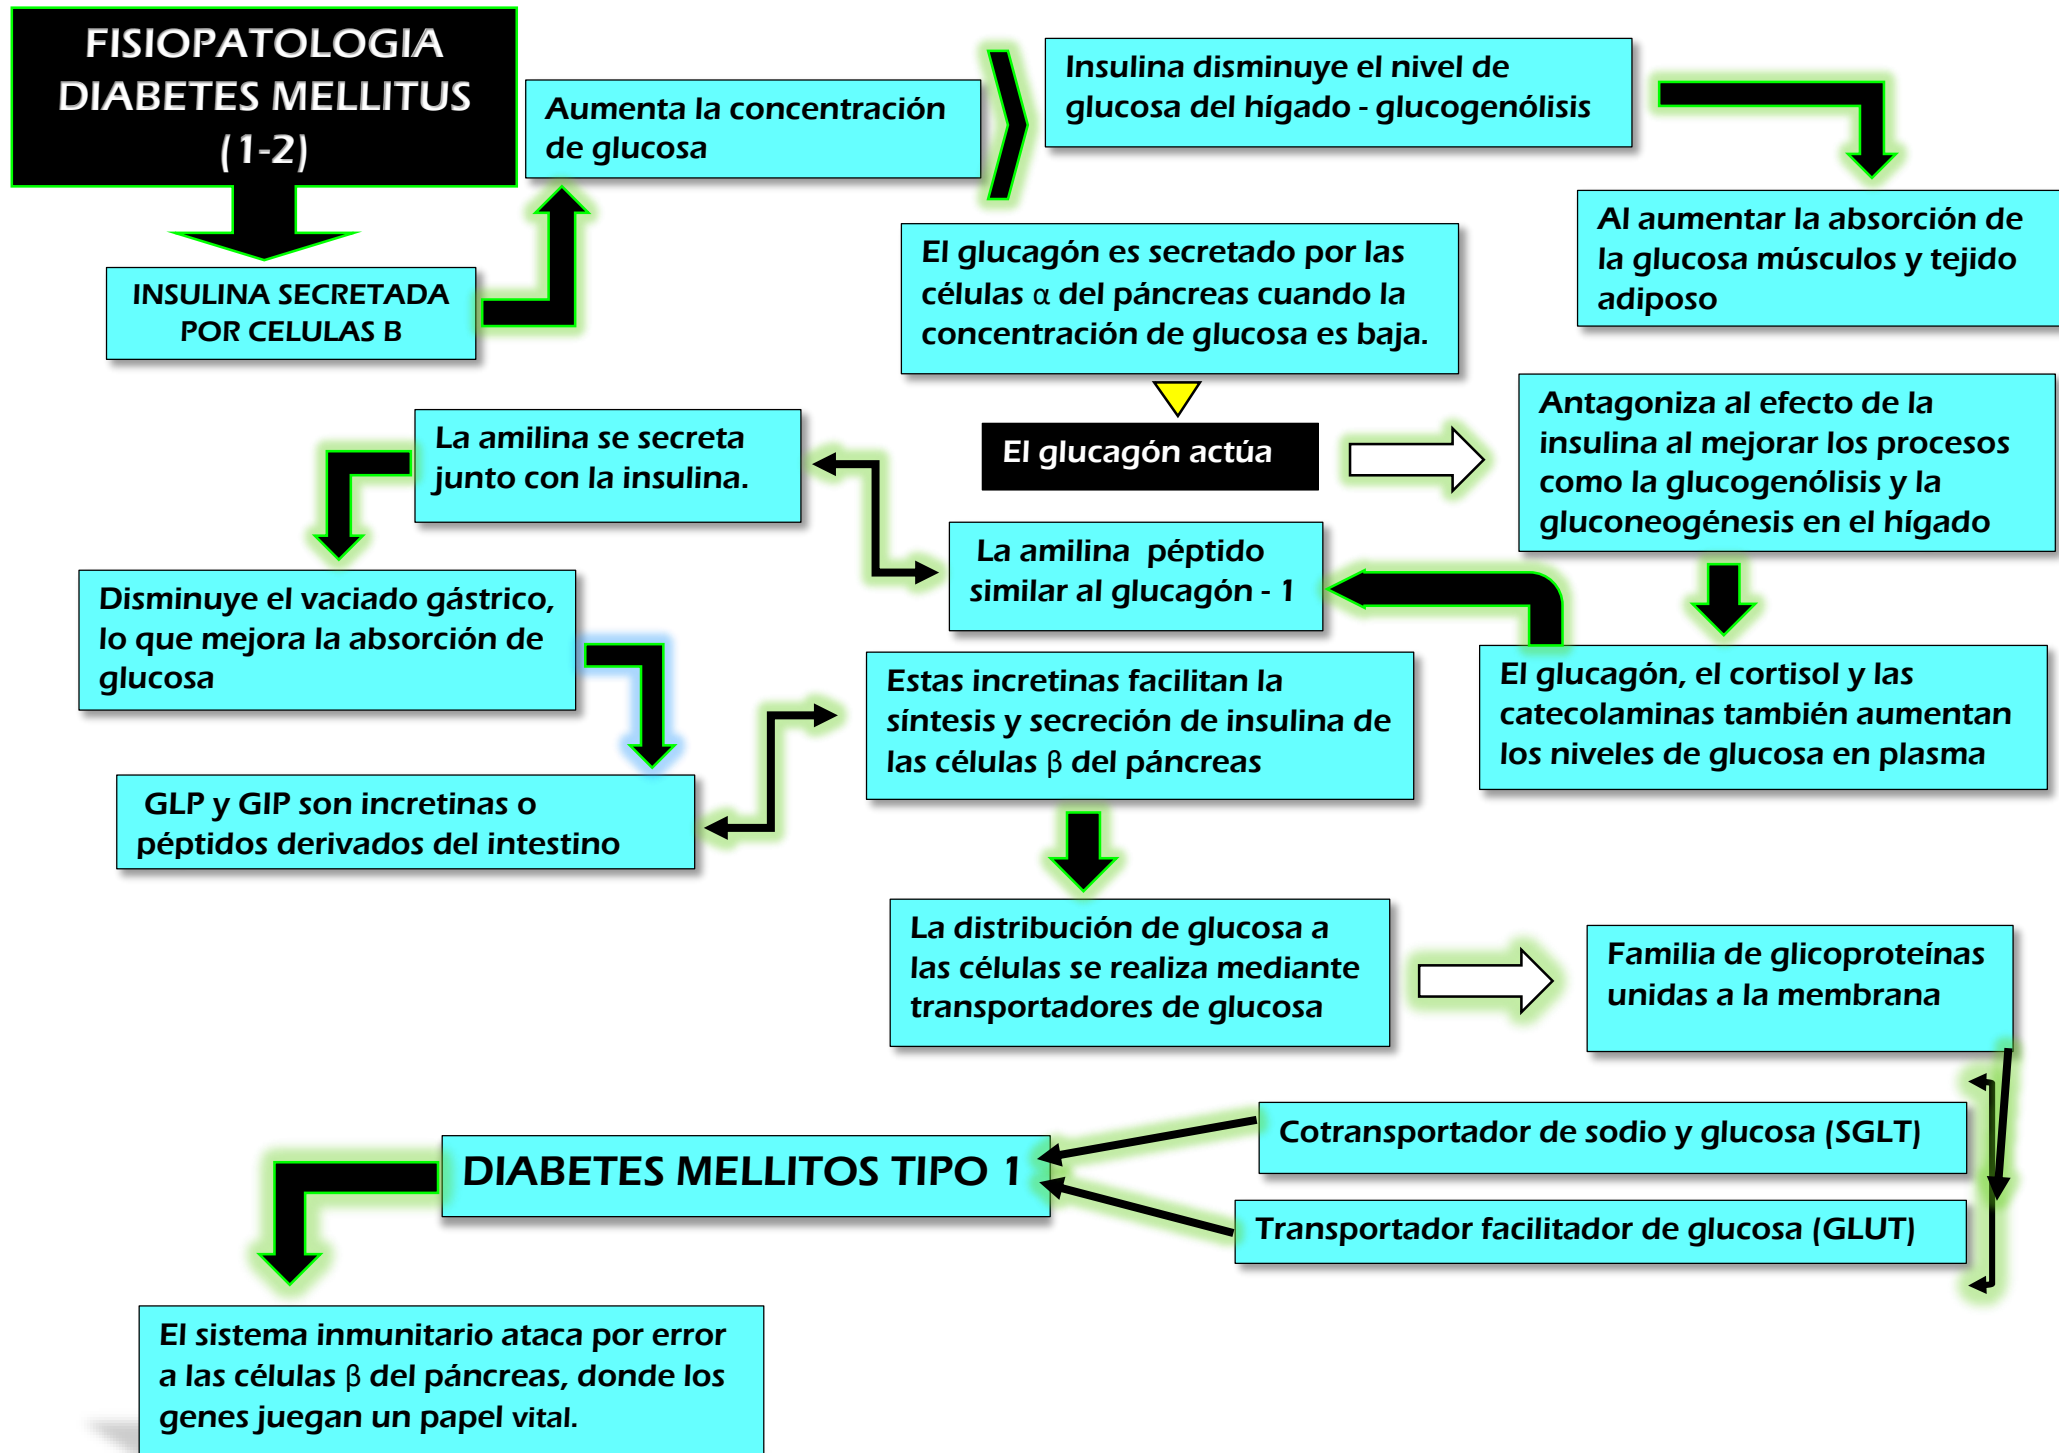 FISIOPATOLOGIA
DIABETES MELLITUS
(1-2)
INSULINA SECRETADA
POR CELULAS B
Aumenta la concentración
de glucosa
Insulina disminuye el nivel de
glucosa del hígado - glucogenólisis
Al aumentar la absorción de
la glucosa músculos y tejido
adiposo
El glucagón es secretado por las
células α del páncreas cuando la
concentración de glucosa es baja.
El glucagón actúa
Antagoniza al efecto de la
insulina al mejorar los procesos
como la glucogenólisis y la
gluconeogénesis en el hígado
El glucagón, el cortisol y las
catecolaminas también aumentan
los niveles de glucosa en plasma
La amilina péptido
similar al glucagón - 1
La amilina se secreta
junto con la insulina.
Disminuye el vaciado gástrico,
lo que mejora la absorción de
glucosa
GLP y GIP son incretinas o
péptidos derivados del intestino
Estas incretinas facilitan la
síntesis y secreción de insulina de
las células β del páncreas
La distribución de glucosa a
las células se realiza mediante
transportadores de glucosa
Familia de glicoproteínas
unidas a la membrana
Cotransportador de sodio y glucosa (SGLT)
Transportador facilitador de glucosa (GLUT)
DIABETES MELLITOS TIPO 1
El sistema inmunitario ataca por error
a las células β del páncreas, donde los
genes juegan un papel vital.